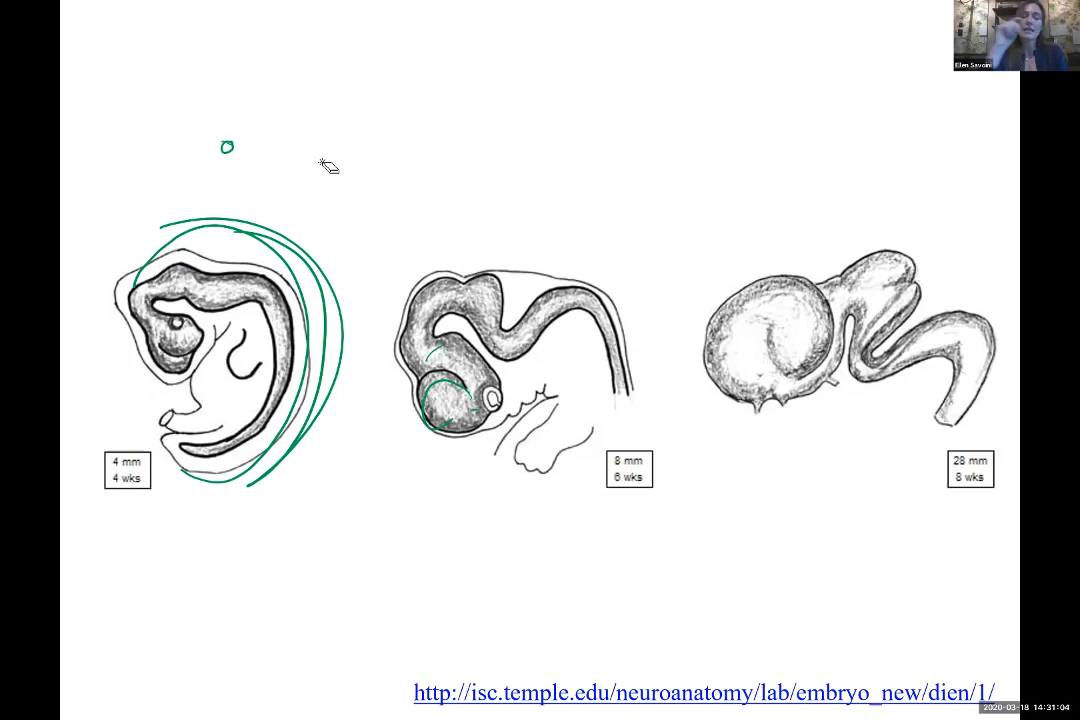 Ellen Savoini
4 mm
4 wks
8 mm
6 wks
28 mm
8 wks
http://isc.temple.edu/neuroanatomy/lab/embryo_new/dien/1/
2020-03-18 14:31:04